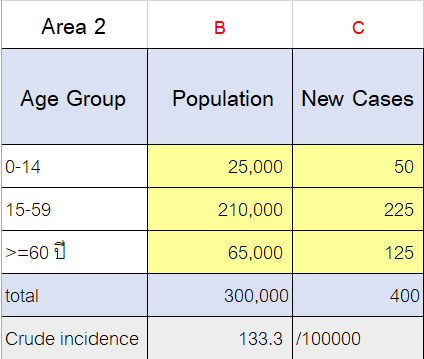 Area 2 B C
Age Group Population New Cases
0-14 25,000 50
15-59 210,000 225
>=60 ปี 65,000 125
total 300,000 400
Crude incidence 133.3 /100000